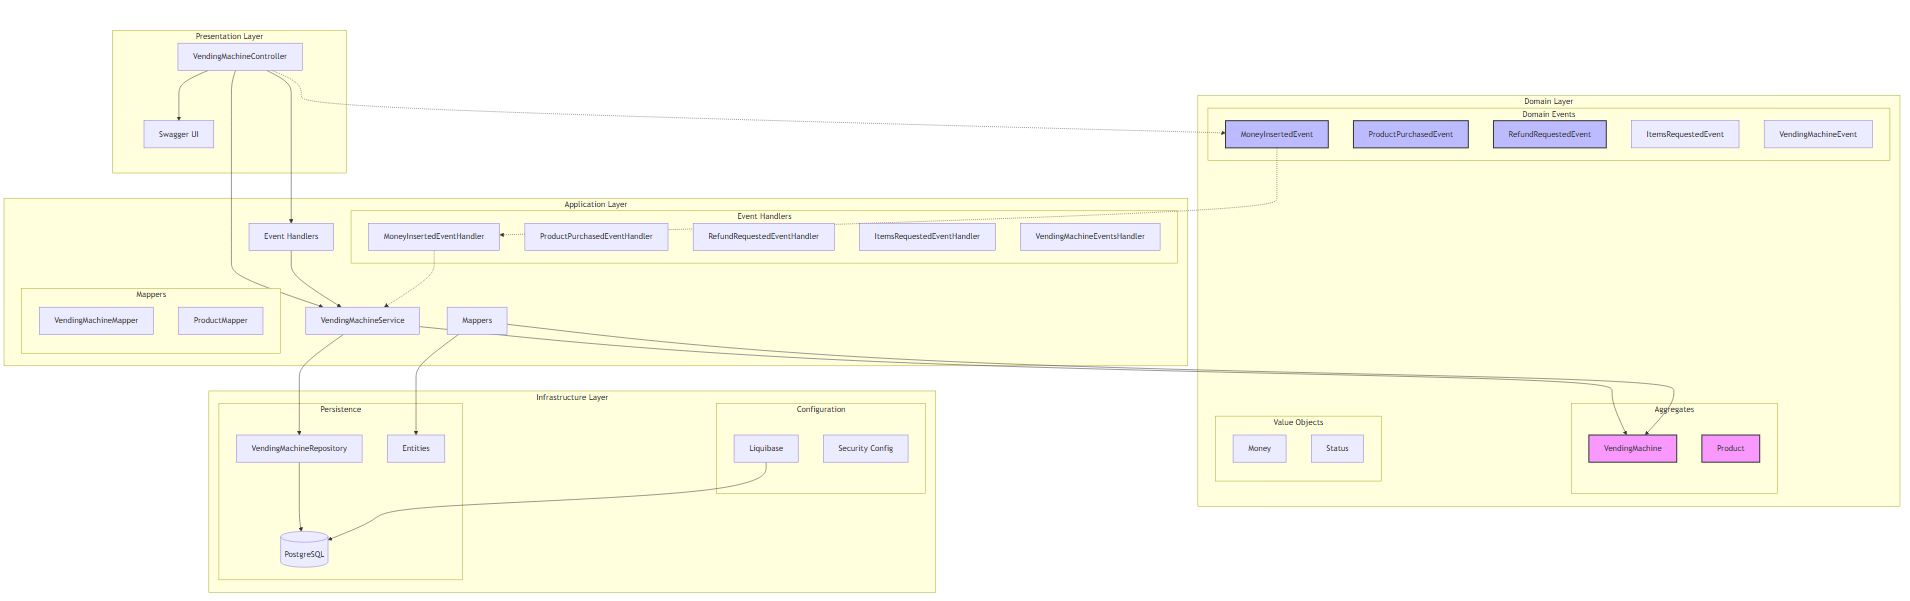 Presentation Layer
VendingMachineController
Swagger UI
Domain Layer
Domain Events
MoneyInsertedEvent
ProductPurchasedEvent
RefundRequestedEvent
ItemsRequestedEvent
VendingMachineEvent
Application Layer
Event Handlers
Event Handlers
MoneyInsertedEventHandler
ProductPurchasedEventHandler
RefundRequestedEventHandler
ItemsRequestedEventHandler
VendingMachineEventsHandler
Mappers
VendingMachineMapper
ProductMapper
VendingMachineService
Mappers
Infrastructure Layer
Persistence
VendingMachineRepository
Entities
PostgreSQL
Configuration
Liquibase
Security Config
Value Objects
Money
Status
Aggregates
VendingMachine
Product